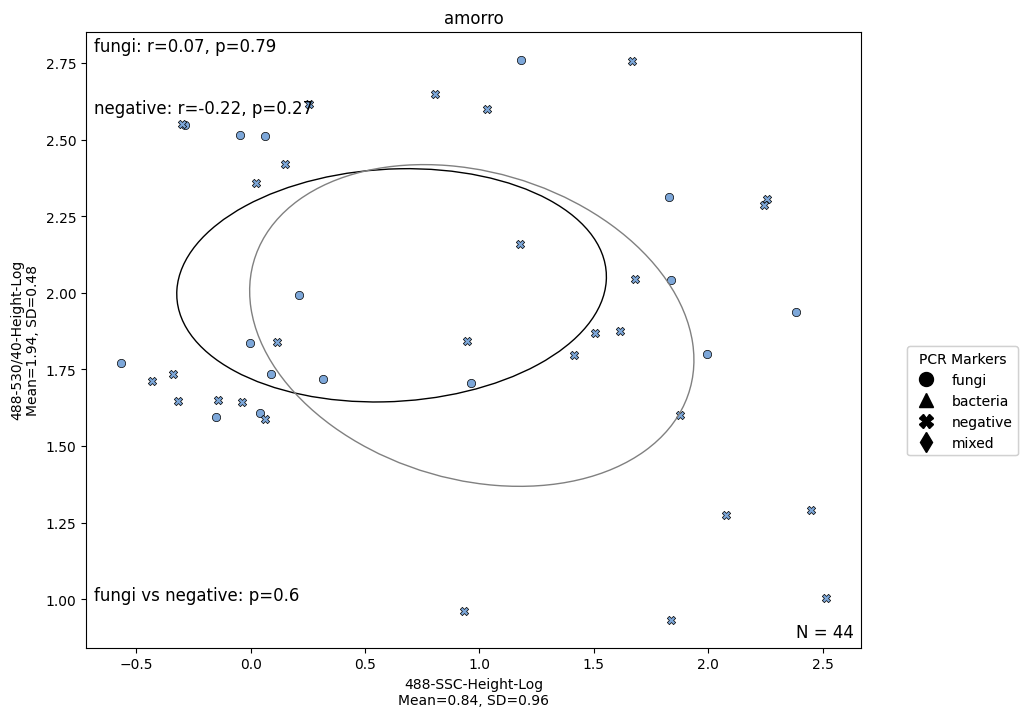 amorro
fungi: r=0.07, p=0.79
negative: r=-0.22, p=0.27
fungi vs negative: p=0.6
N = 44
2.75
2.50
2.25
2.00
1.75
1.50
1.25
1.00
488-530/40-Height-Log
Mean=1.94, SD=0.48
−0.5 0.0 0.5 1.0 1.5 2.0 2.5
488-SSC-Height-Log
Mean=0.84, SD=0.96
PCR Markers
fungi
bacteria
negative
mixed